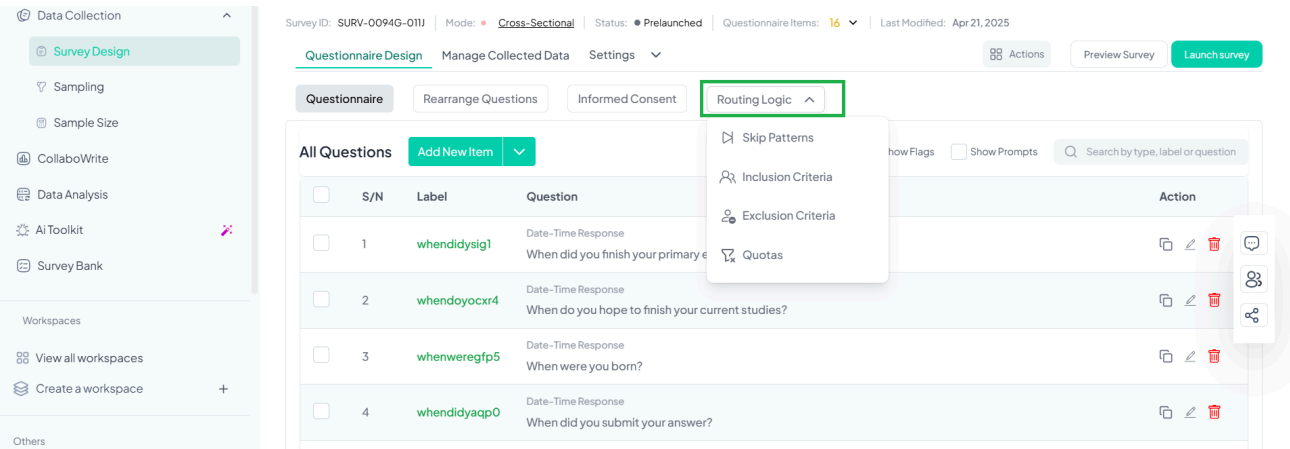 Data Collection
Survey Design
Sampling
Sample Size
CollaboWrite
Data Analysis
Ai Toolkit
Survey Bank
Workspaces
View all workspaces
Create a workspace +
Others
Survey ID: SURV-0094G-011J Mode: Cross-Sectional Status: Prelaunched Questionnaire Items: 16 Last Modified: Apr 21, 2025
Questionnaire Design Manage Collected Data Settings Actions Preview Survey Launch survey
Questionnaire Rearrange Questions Informed Consent Routing Logic
Skip Patterns
Inclusion Criteria
Exclusion Criteria
Quotas
All Questions Add New Item how Flags Show Prompts Search by type, label or question
S/N Label Question Action
Date-Time Response
1 whendidysig1 When did you finish your primary e
Date-Time Response
2 whendoyocxr4 When do you hope to finish your current studies?
Date-Time Response
3 whenweregfp5 When were you born?
Date-Time Response
4 whendidyaqp0 When did you submit your answer?